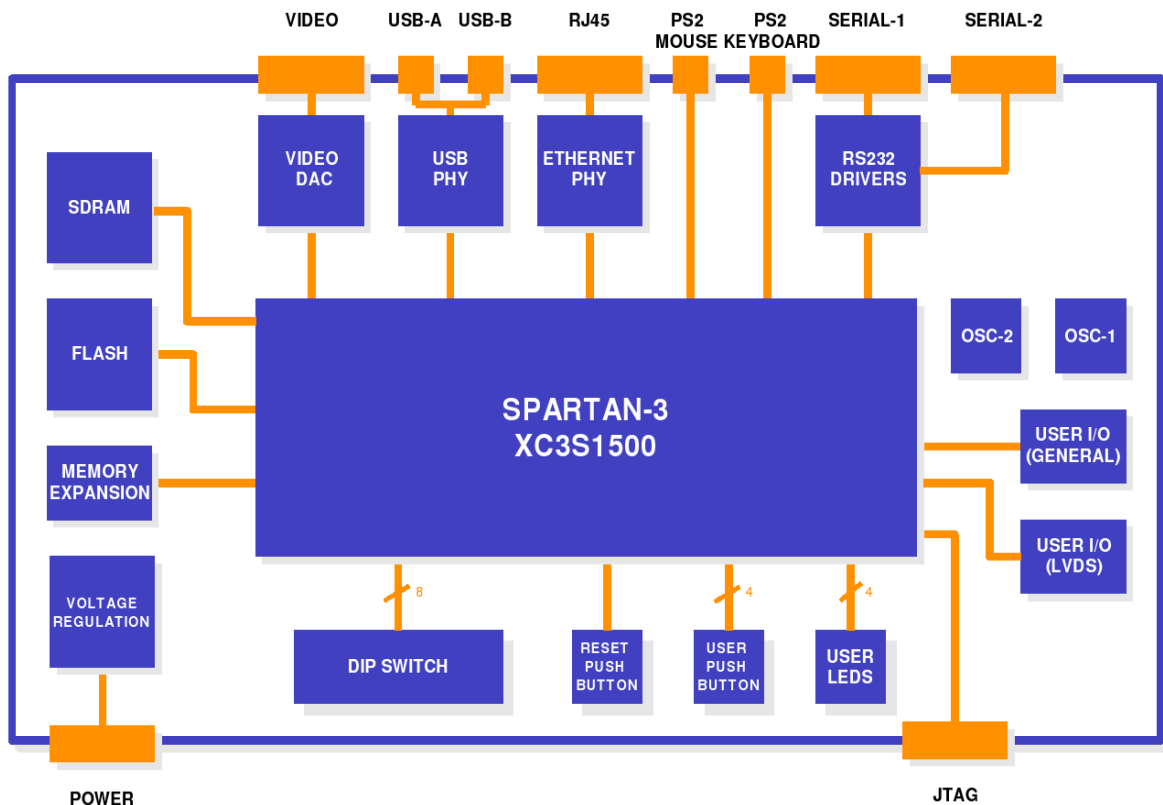 VIDEO
USB-A
USB-B
RJ45
PS2
MOUSE
PS2
KEYBOARD
SERIAL-1
SERIAL-2
VIDEO
DAC
USB
PHY
ETHERNET
PHY
RS232
DRIVERS
SDRAM
FLASH
OSC-2
OSC-1
SPARTAN-3
XC3S1500
USER I/O
(GENERAL)
MEMORY
EXPANSION
USER I/O
(LVDS)
VOLTAGE
REGULATION
8
4
4
DIP SWITCH
RESET
PUSH
BUTTON
USER
PUSH
BUTTON
USER
LEDS
POWER
JTAG